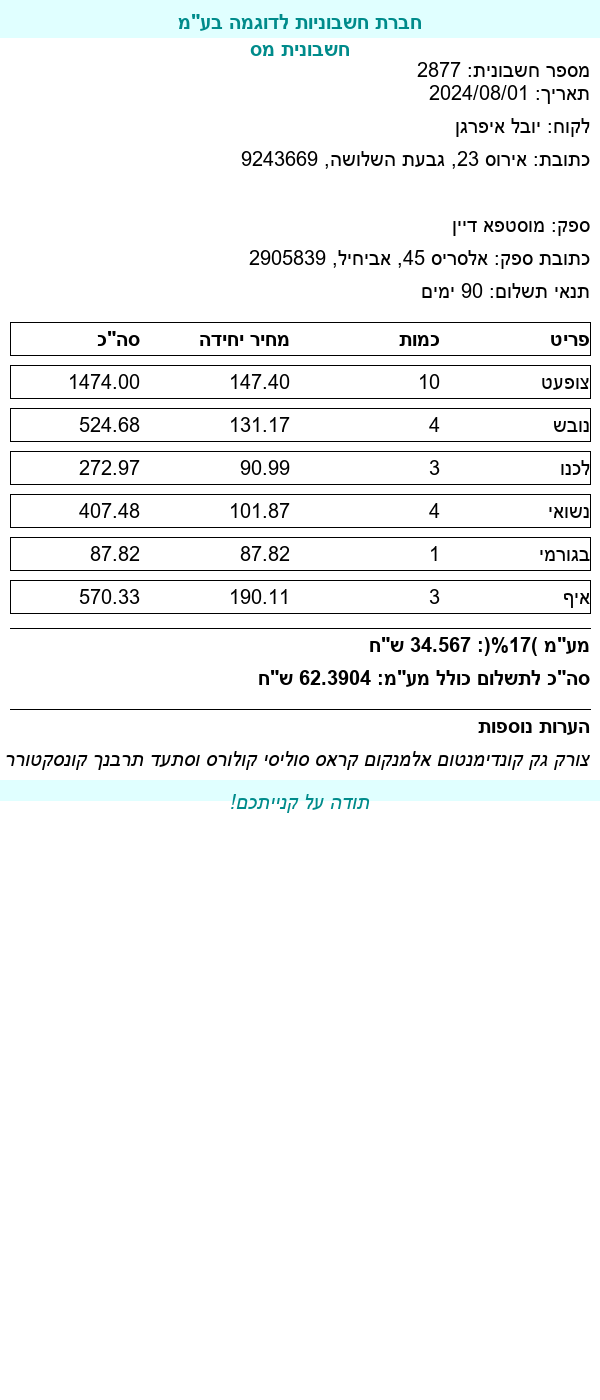 חברת חשבוניות לדוגמה בע"מ
חשבונית מס
מספר חשבונית: 2877
תאריך: 2024/08/01
לקוח: יובל איפרגן
כתובת: אירוס 23, גבעת השלושה, 9243669
ספק: מוסטפא דיין
כתובת ספק: אלסריס 45, אביחיל, 2905839
תנאי תשלום: 90 ימים
פריט כמות מחיר יחידה סה"כ
צופעט 10 147.40 1474.00
נובש 4 131.17 524.68
לכנו 3 90.99 272.97
נשואי 4 101.87 407.48
בגורמי 1 87.82 87.82
איף 3 190.11 570.33
מע"מ )17%(: 34.567 ש"ח
סה"כ לתשלום כולל מע"מ: 62.3904 ש"ח
הערות נוספות
צורק גק קונדימנטום אלמנקום קראס סוליסי קולורס וסתעד תרבנך קונסקטורר
תודה על קנייתכם!